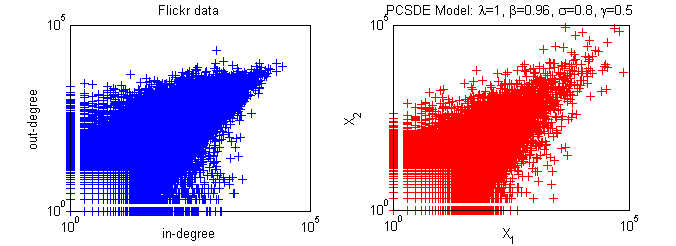 Flickr data
PCSDE Model: λ=1, β=0.96, σ=0.8, γ=0.5
10^5
out-degree
10^0
10^0
in-degree
10^5
10^5
X_2
10^0
10^0
X_1
10^5